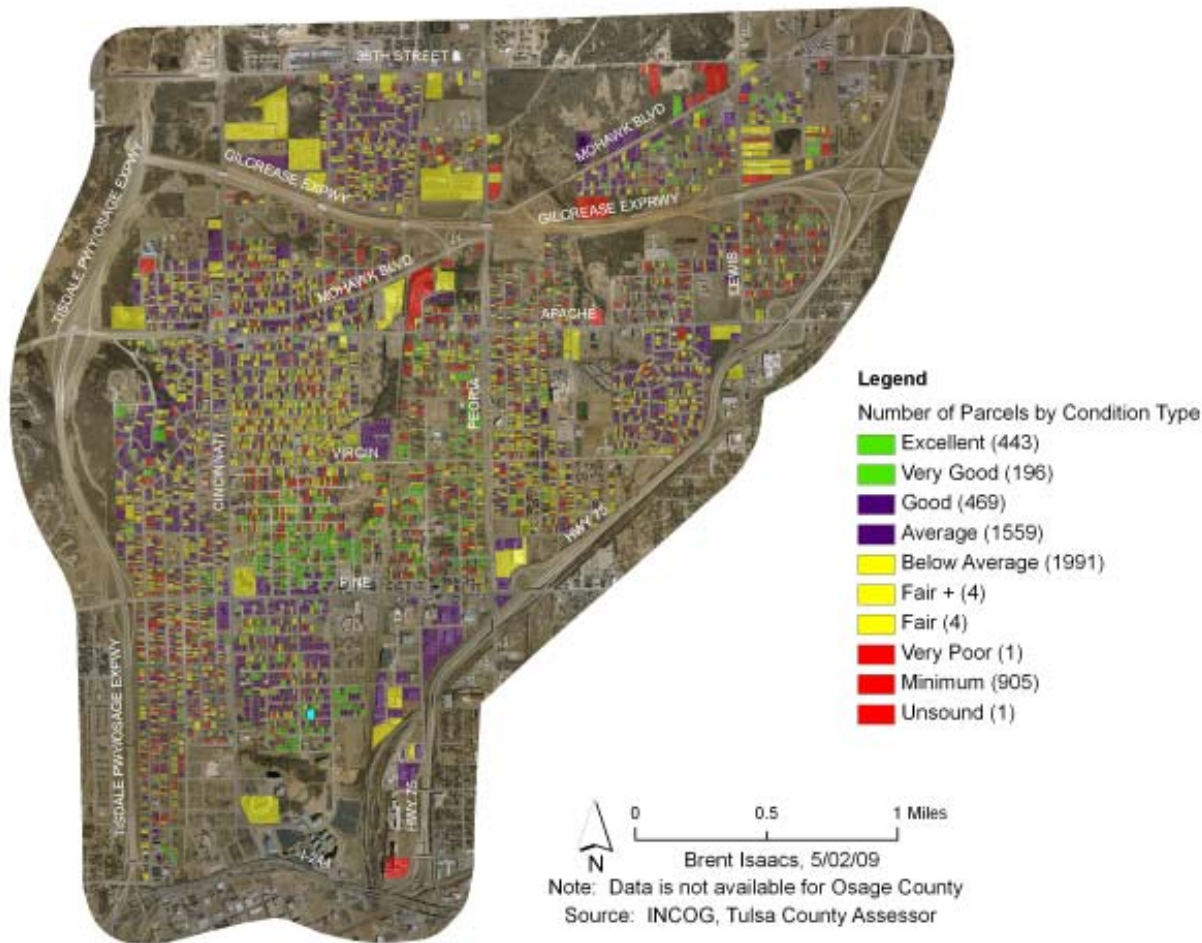 36TH STREET
MOHAWK BLVD
GILCREASE EXPWY
GILCREASE EXPRWY
TISDALE PWY/OSAGE EXPWY
MOHAWK BLVD
LEWIS
APACHE
PEORIA
CINCINNATI
VIRGIN
HWY 75
PINE
TISDALE PWY/OSAGE EXPWY
HWY 75
I-244
Legend
Number of Parcels by Condition Type
Excellent (443)
Very Good (196)
Good (469)
Average (1559)
Below Average (1991)
Fair + (4)
Fair (4)
Very Poor (1)
Minimum (905)
Unsound (1)
0 0.5 1 Miles
N
Brent Isaacs, 5/02/09
Note: Data is not available for Osage County
Source: INCOG, Tulsa County Assessor